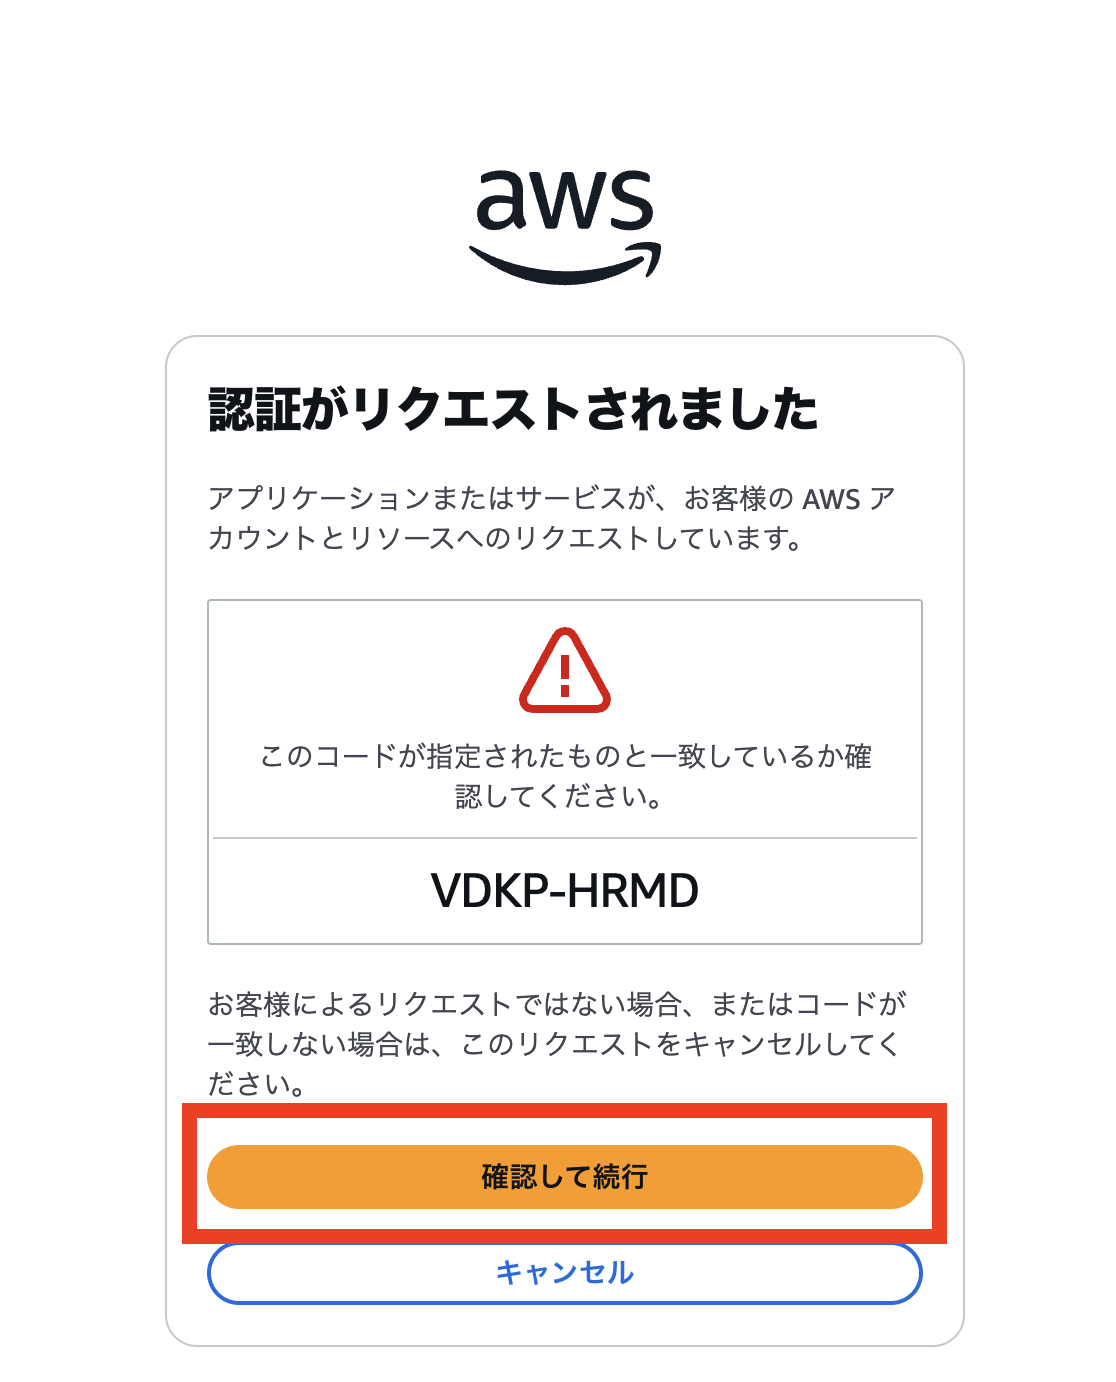 aws
認証がリクエストされました
アプリケーションまたはサービスが、お客様の AWS ア
カウントとリソースへのリクエストしています。
このコードが指定されたものと一致しているか確
認してください。
VDKP-HRMD
お客様によるリクエストではない場合、またはコードが
一致しない場合は、このリクエストをキャンセルしてく
ださい。
確認して続行
キャンセル